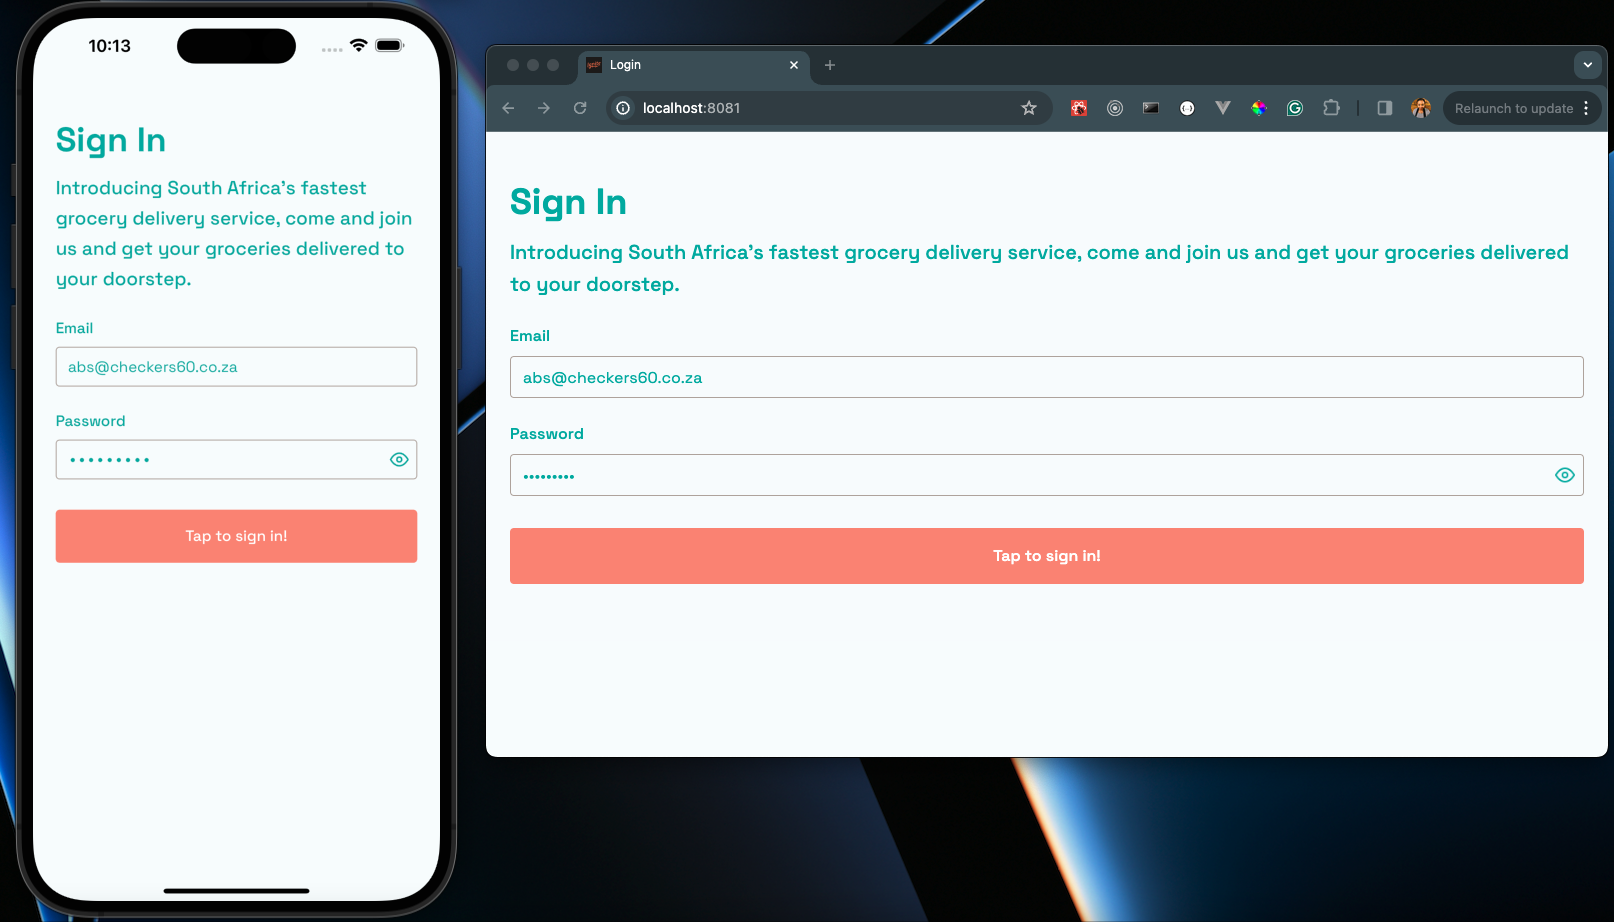 10:13
Sign In
Introducing South Africa's fastest
grocery delivery service, come and join
us and get your groceries delivered to
your doorstep.
Email
abs@checkers60.co.za
Password
•••••••••
Tap to sign in!
Login
localhost:8081
Relaunch to update
Sign In
Introducing South Africa's fastest grocery delivery service, come and join us and get your groceries delivered
to your doorstep.
Email
abs@checkers60.co.za
Password
•••••••••
Tap to sign in!